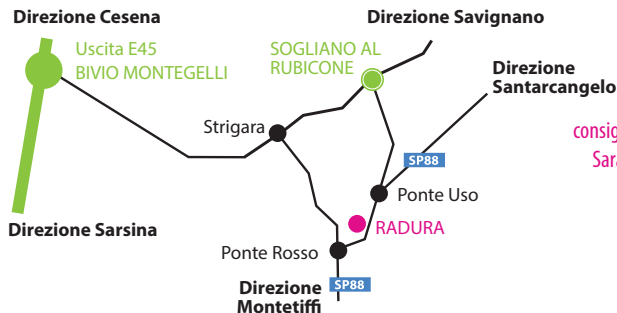 Direzione Cesena
Direzione Savignano
Uscita E45
BIVIO MONTEGELLI
SOGLIANO AL
RUBICONE
Direzione
Santarcangelo
Strigara
SP88
Ponte Uso
Direzione Sarsina
RADURA
Ponte Rosso
SP88
Direzione
Montetiffi